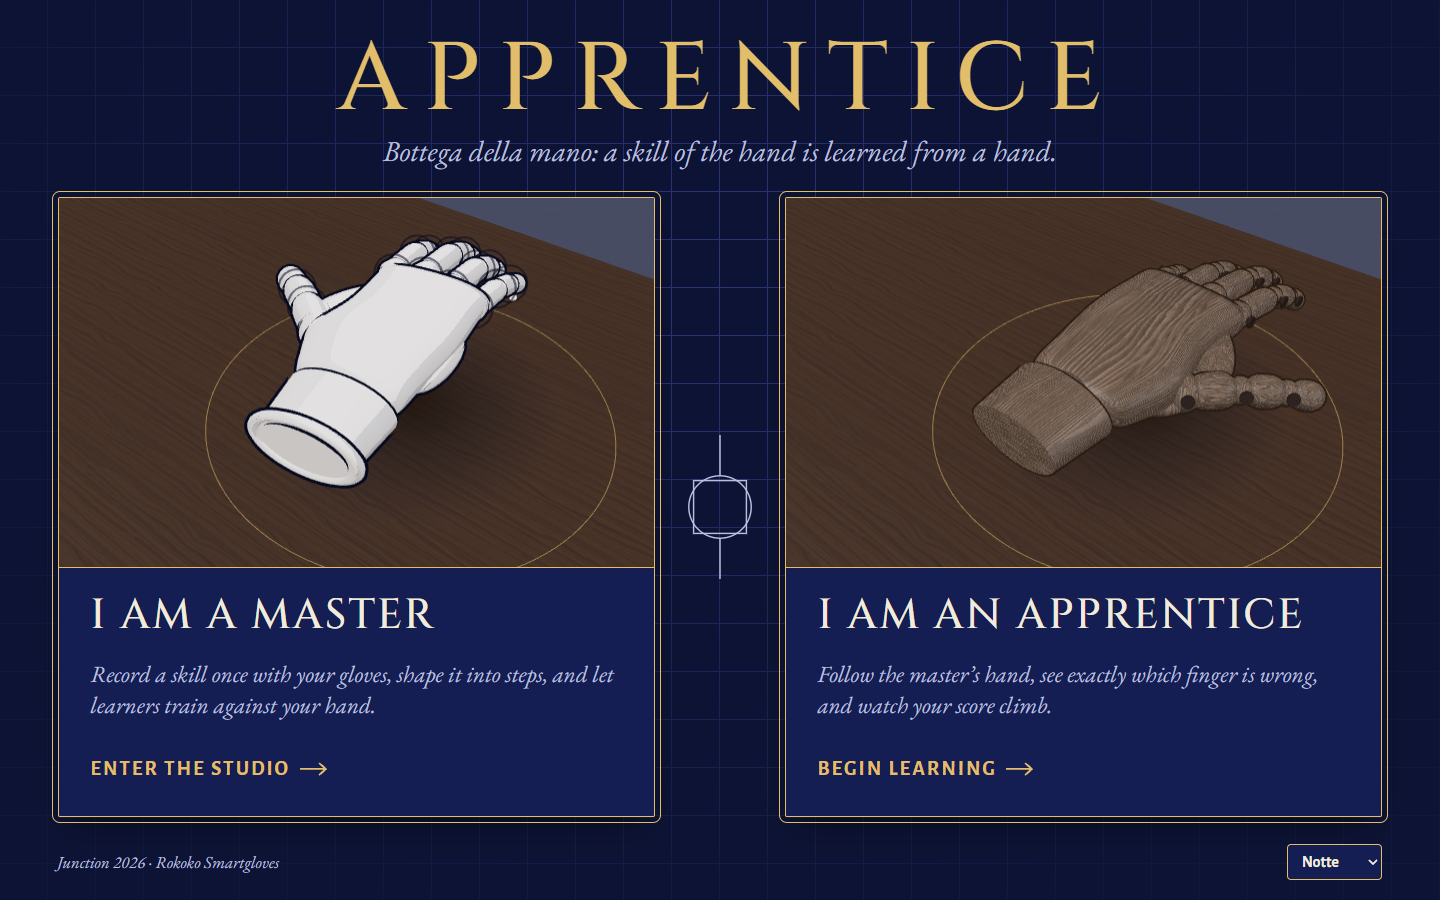 APPRENTICE
Bottega della mano: a skill of the hand is learned from a hand.
I AM A MASTER
Record a skill once with your gloves, shape it into steps, and let
learners train against your hand.
ENTER THE STUDIO →
I AM AN APPRENTICE
Follow the master’s hand, see exactly which finger is wrong,
and watch your score climb.
BEGIN LEARNING →
Junction 2026 · Rokoko Smartgloves
Notte